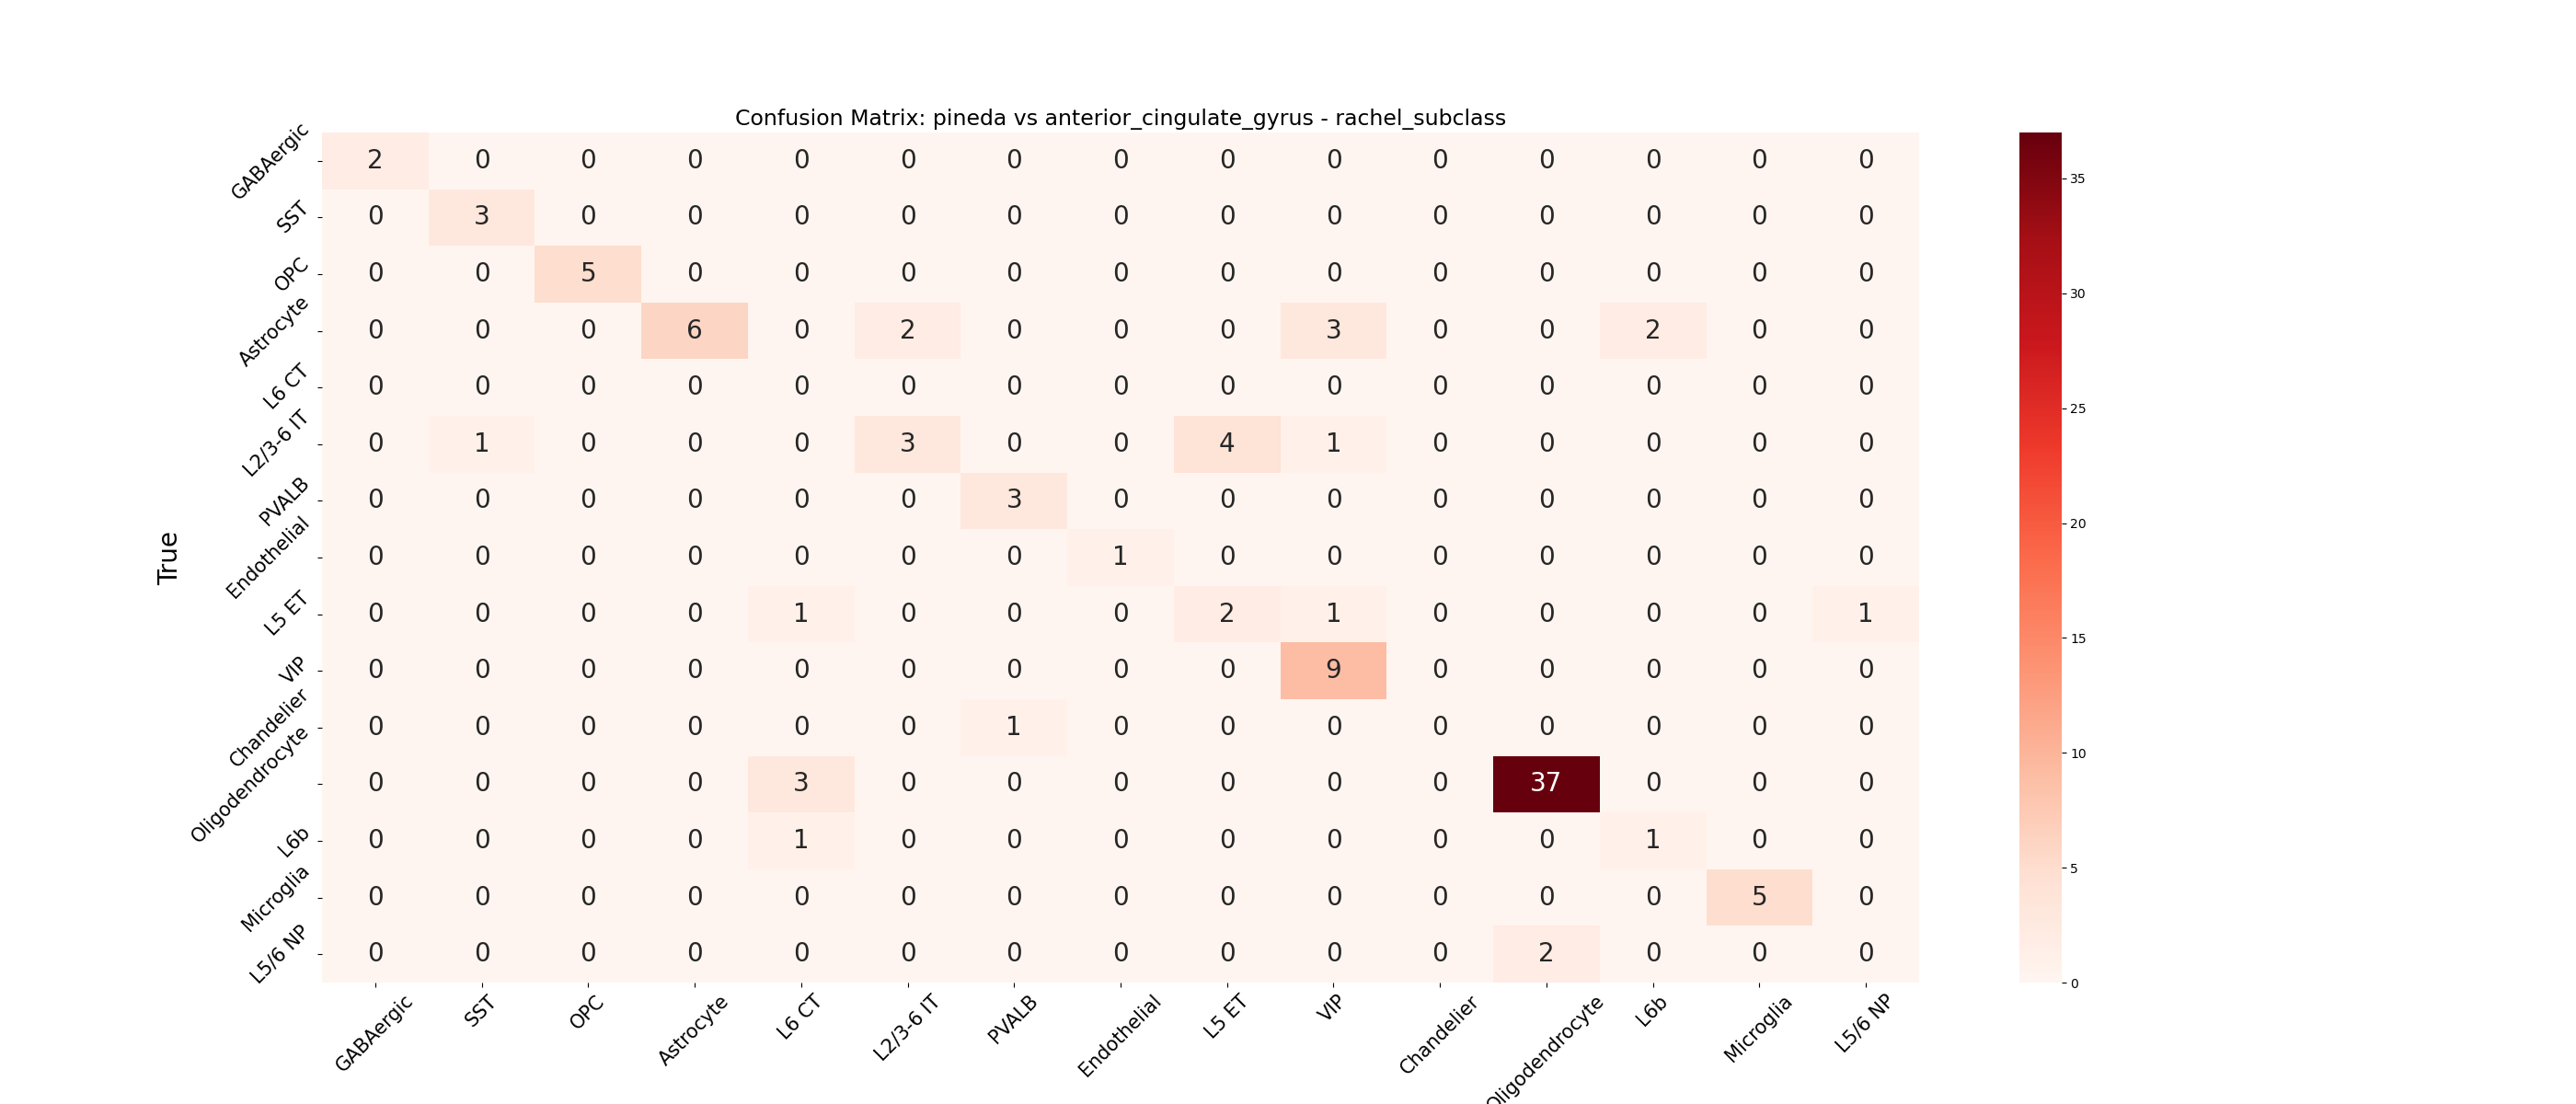 Confusion Matrix: pineda vs anterior_cingulate_gyrus - rachel_subclass
True
GABAergic 2 0 0 0 0 0 0 0 0 0 0 0 0 0 0
SST 0 3 0 0 0 0 0 0 0 0 0 0 0 0 0
OPC 0 0 5 0 0 0 0 0 0 0 0 0 0 0 0
Astrocyte 0 0 0 6 0 2 0 0 0 3 0 0 2 0 0
L6 CT 0 0 0 0 0 0 0 0 0 0 0 0 0 0 0
L2/3-6 IT 0 1 0 0 0 3 0 0 4 1 0 0 0 0 0
PVALB 0 0 0 0 0 0 3 0 0 0 0 0 0 0 0
Endothelial 0 0 0 0 0 0 0 1 0 0 0 0 0 0 0
L5 ET 0 0 0 0 1 0 0 0 2 1 0 0 0 0 1
VIP 0 0 0 0 0 0 0 0 0 9 0 0 0 0 0
Chandelier 0 0 0 0 0 0 1 0 0 0 0 0 0 0 0
Oligodendrocyte 0 0 0 0 3 0 0 0 0 0 0 37 0 0 0
L6b 0 0 0 0 1 0 0 0 0 0 0 0 1 0 0
Microglia 0 0 0 0 0 0 0 0 0 0 0 0 0 5 0
L5/6 NP 0 0 0 0 0 0 0 0 0 0 0 2 0 0 0
GABAergic SST OPC Astrocyte L6 CT L2/3-6 IT PVALB Endothelial L5 ET VIP Chandelier Oligodendrocyte L6b Microglia L5/6 NP
35
30
25
20
15
10
5
0